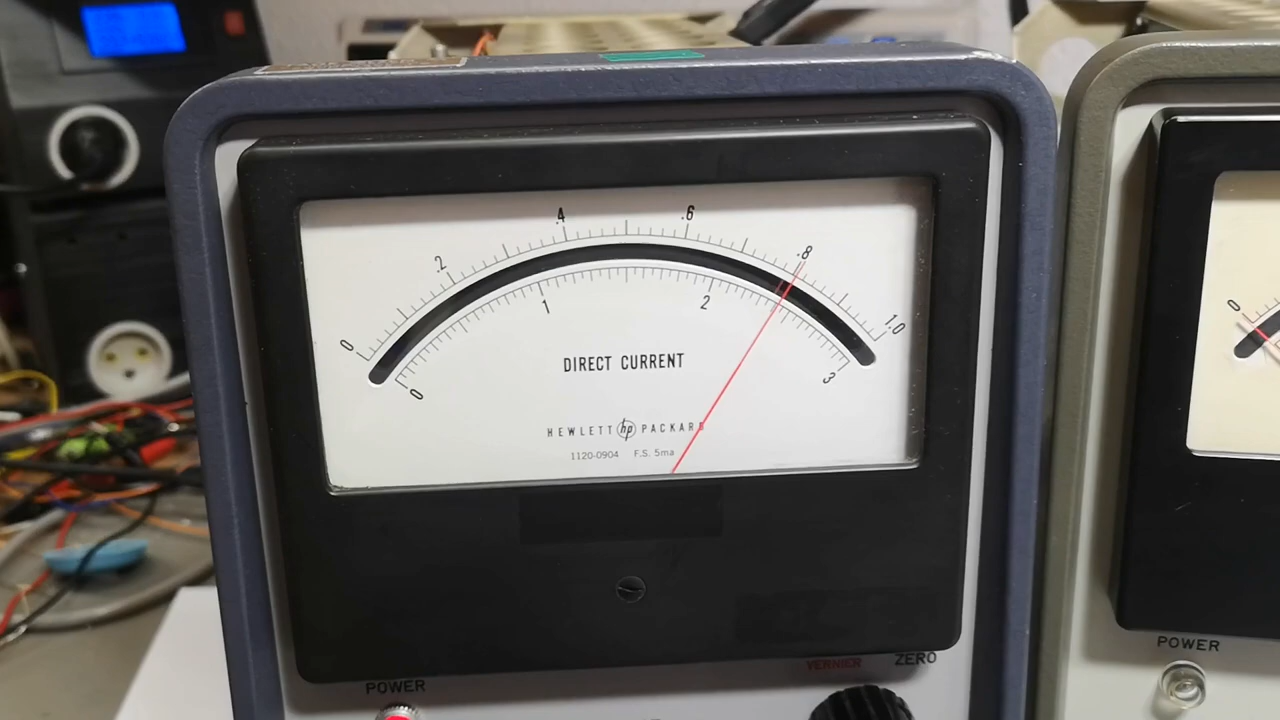 0 .2 .4 .6 .8 1.0
0 1 2 3
DIRECT CURRENT
HEWLETT hp PACKARD
1120-0904 F.S. 5ma
0
POWER
VERNIER
ZERO
POWER